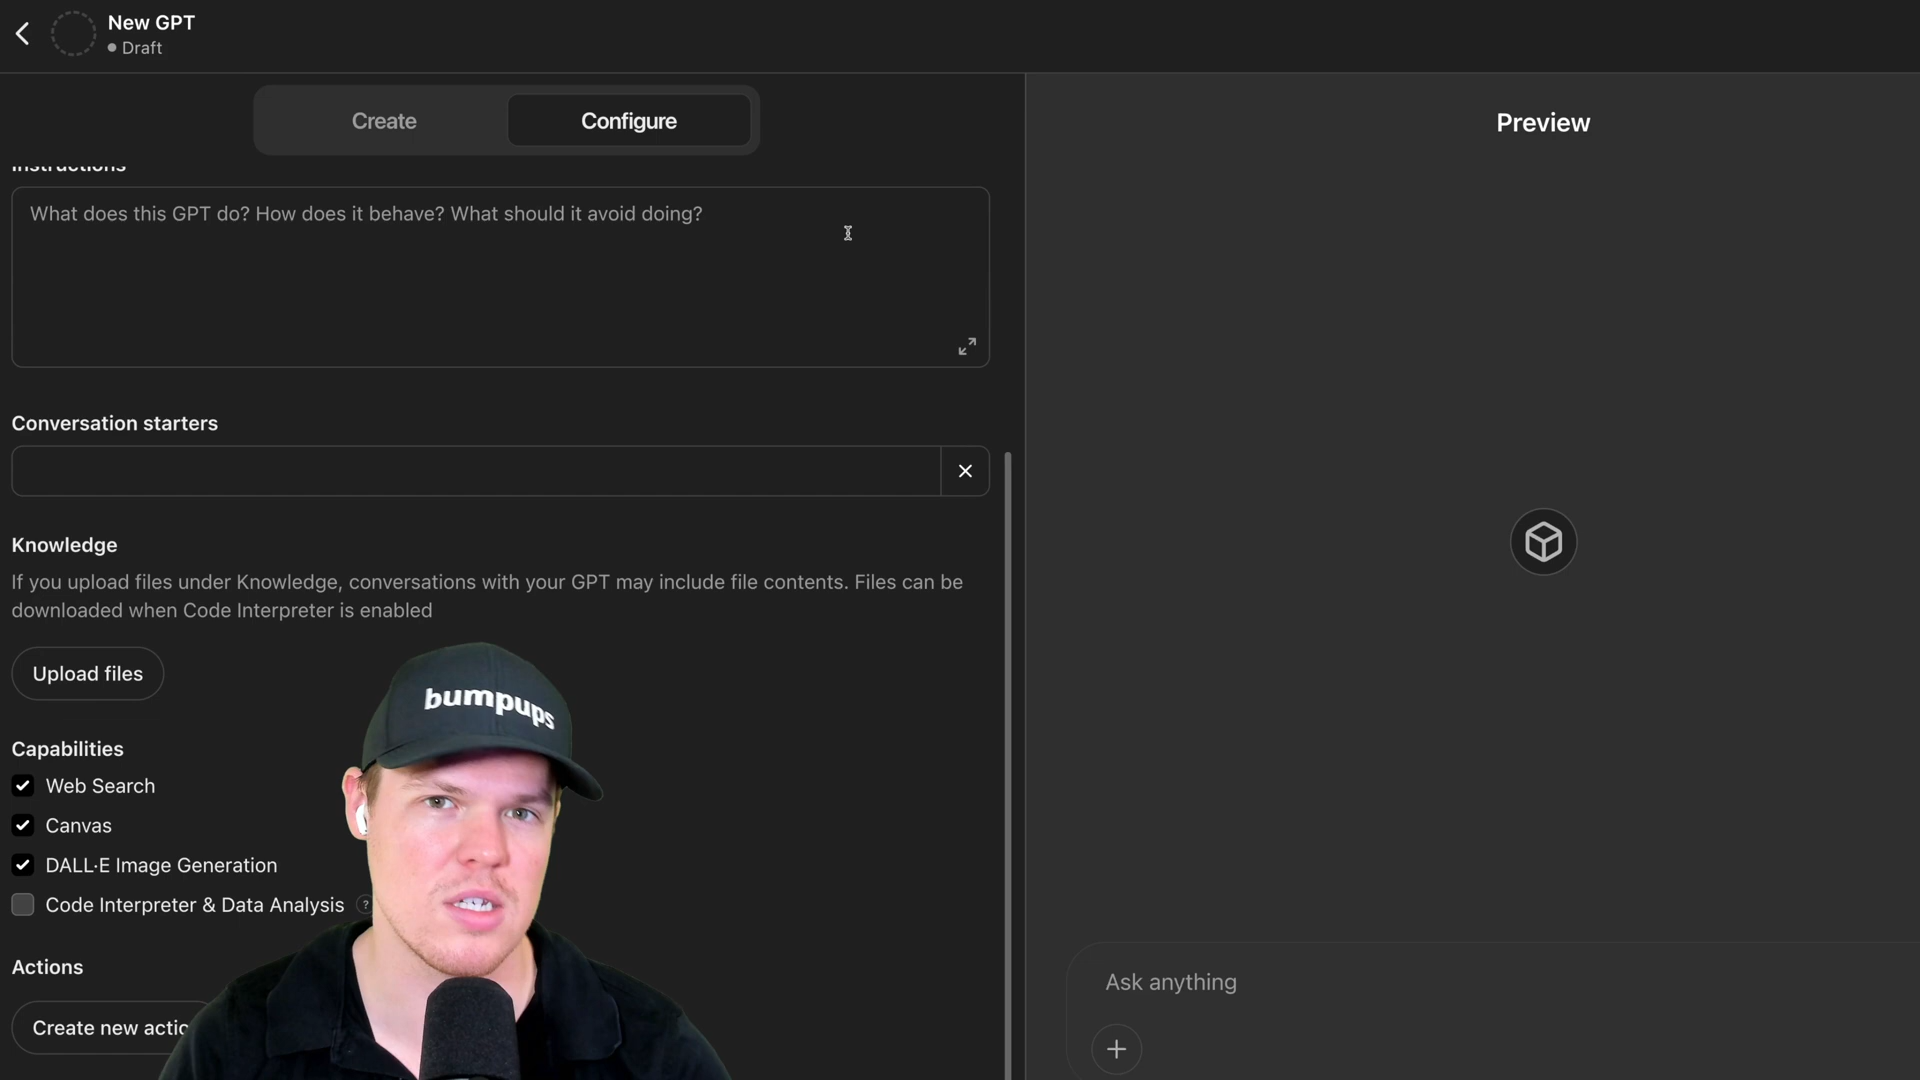 New GPT
Draft
Create
Configure
Preview
Instructions
What does this GPT do? How does it behave? What should it avoid doing?
Conversation starters
Knowledge
If you upload files under Knowledge, conversations with your GPT may include file contents. Files can be
downloaded when Code Interpreter is enabled
Upload files
bumpups
Capabilities
Web Search
Canvas
DALL·E Image Generation
Code Interpreter & Data Analysis ?
Actions
Create new actio
Ask anything